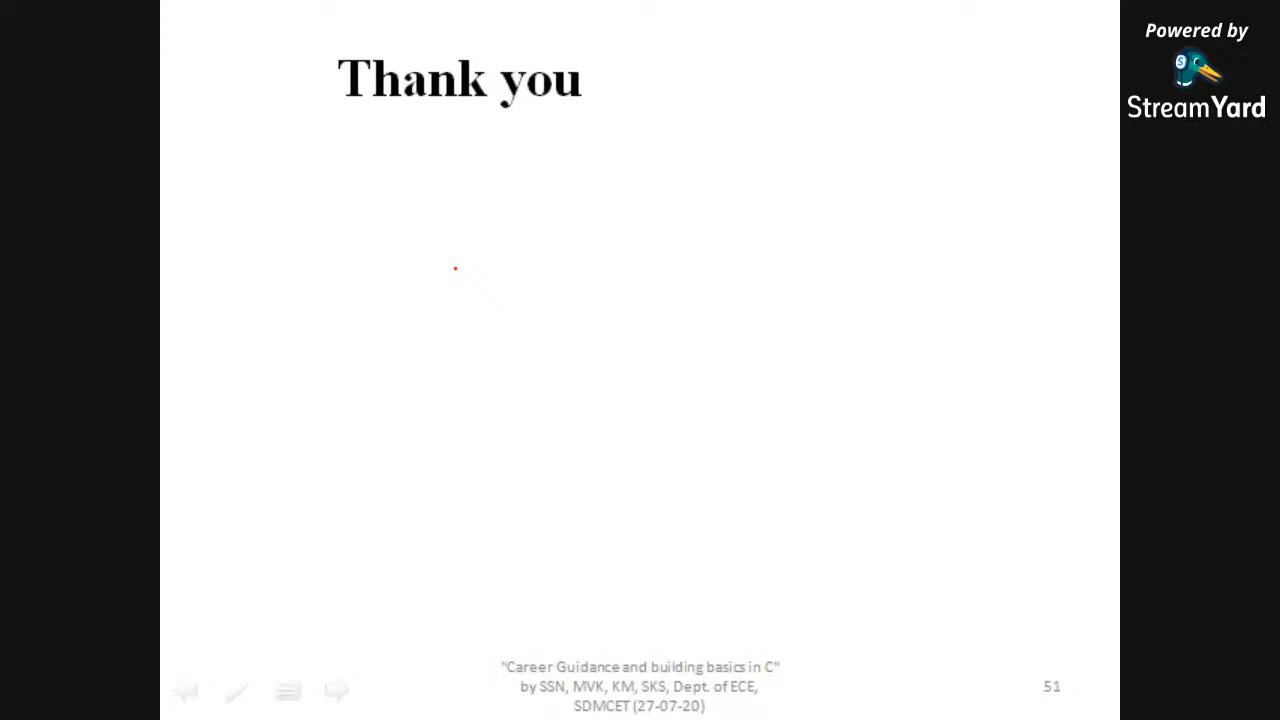 Powered by
StreamYard
Thank you
"Career Guidance and building basics in C"
by SSN, MVK, KM, SKS, Dept. of ECE,
SDMCET (27-07-20)
51